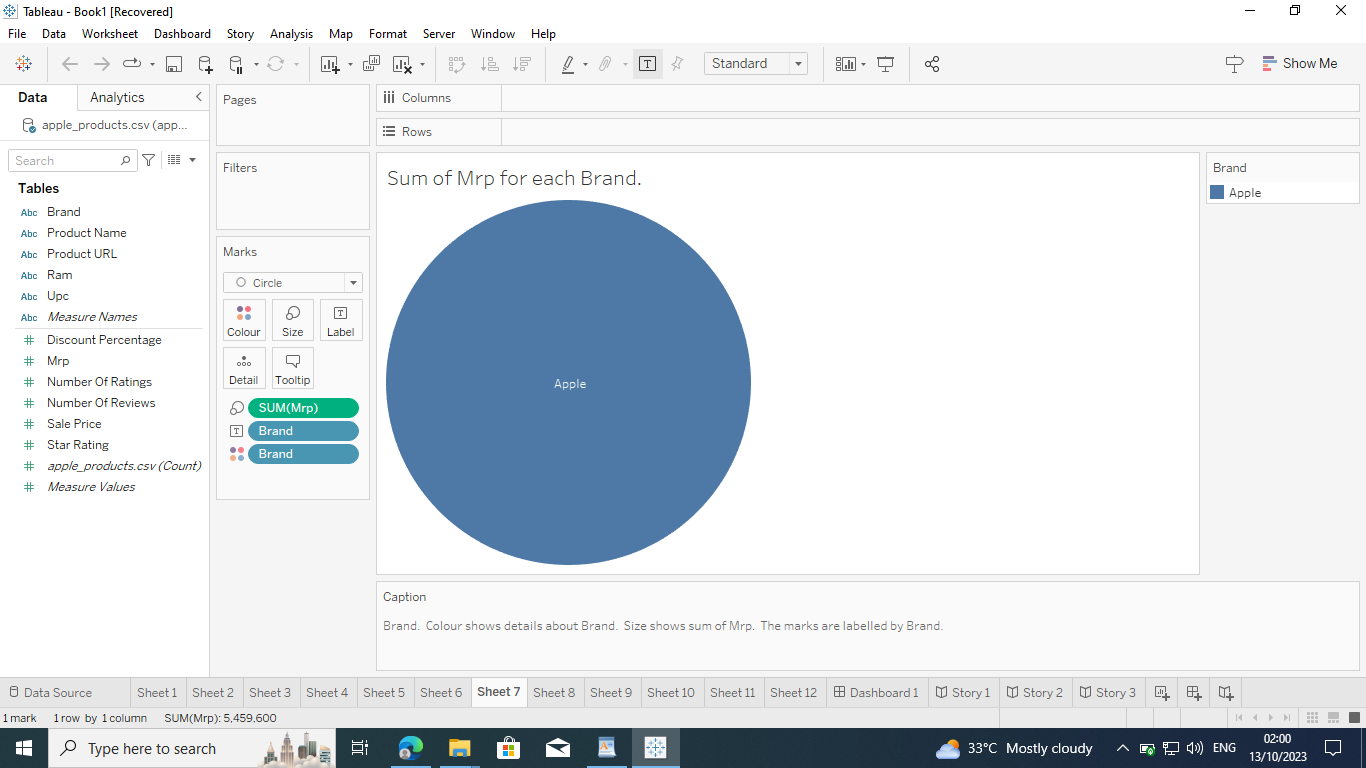 Tableau - Book1 [Recovered]
File Data Worksheet Dashboard Story Analysis Map Format Server Window Help
Standard
Show Me
Data Analytics
apple_products.csv (app...
Search
Tables
Abc Brand
Abc Product Name
Abc Product URL
Abc Ram
Abc Upc
Abc Measure Names
# Discount Percentage
# Mrp
# Number Of Ratings
# Number Of Reviews
# Sale Price
# Star Rating
# apple_products.csv (Count)
# Measure Values
Pages
Filters
Marks
Circle
Colour Size Label
Detail Tooltip
SUM(Mrp)
Brand
Brand
Columns
Rows
Sum of Mrp for each Brand.
Apple
Brand
Apple
Caption
Brand. Colour shows details about Brand. Size shows sum of Mrp. The marks are labelled by Brand.
Data Source Sheet 1 Sheet 2 Sheet 3 Sheet 4 Sheet 5 Sheet 6 Sheet 7 Sheet 8 Sheet 9 Sheet 10 Sheet 11 Sheet 12 Dashboard 1 Story 1 Story 2 Story 3
1 mark 1 row by 1 column SUM(Mrp): 5,459,600
Type here to search
33°C Mostly cloudy
ENG
02:00
13/10/2023